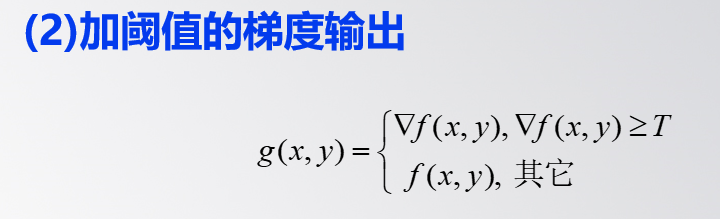 (2)加阈值的梯度输出
g(x, y) = { ∇f(x, y), ∇f(x, y) ≥ T
f(x, y), 其它